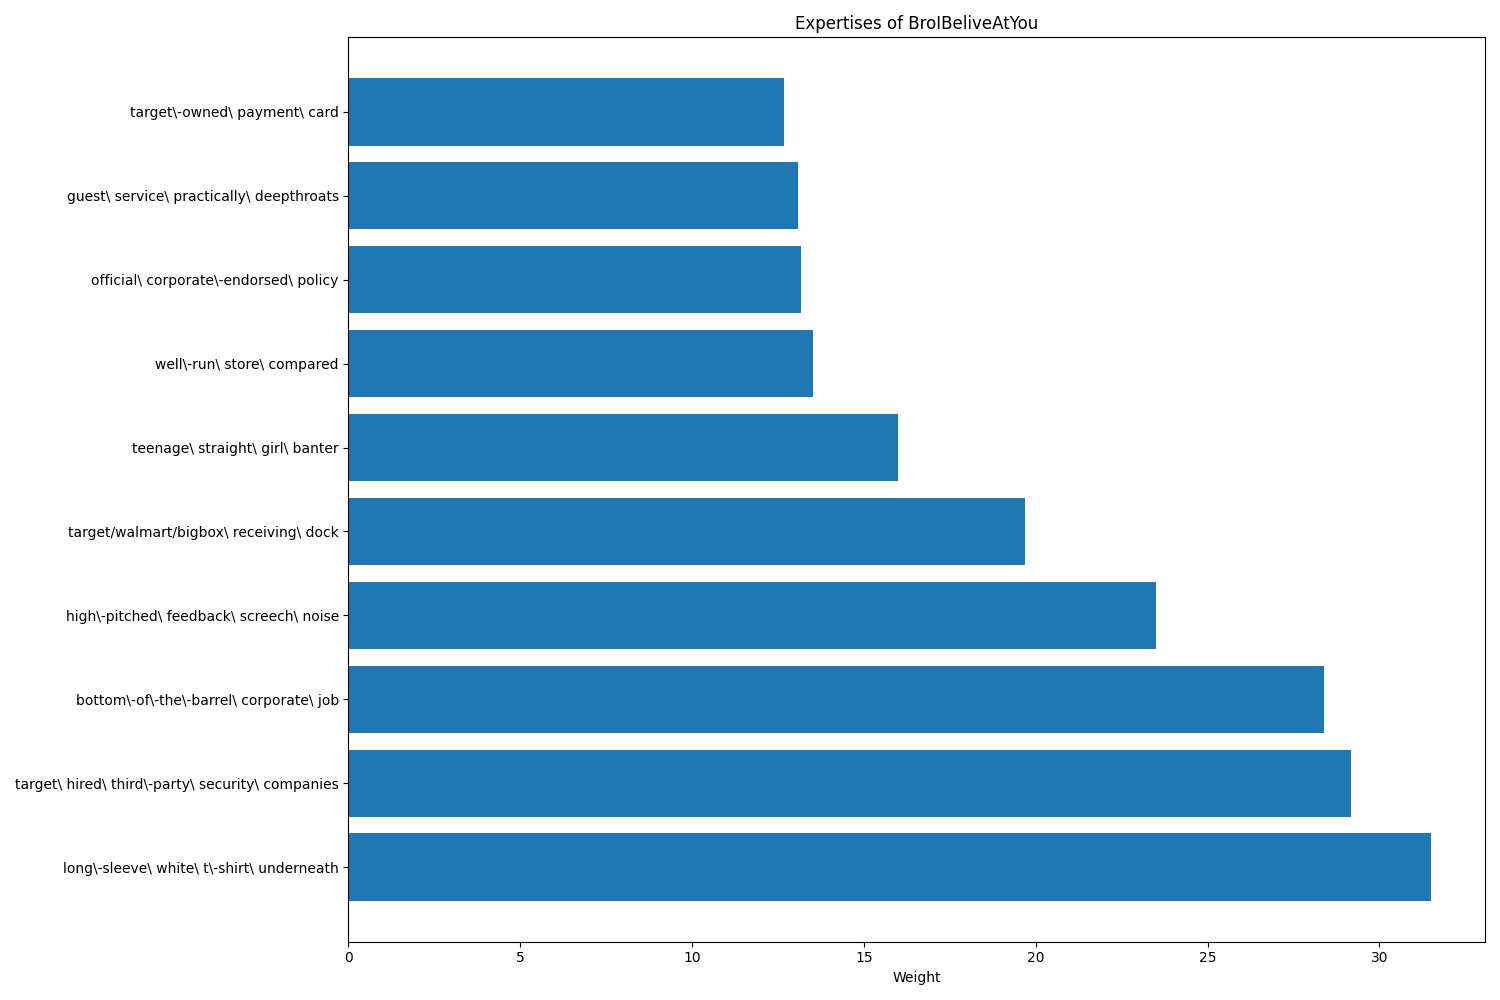 Expertises of BroIBeliveAtYou
target\-owned\ payment\ card
guest\ service\ practically\ deepthroats
official\ corporate\-endorsed\ policy
well\-run\ store\ compared
teenage\ straight\ girl\ banter
target/walmart/bigbox\ receiving\ dock
high\-pitched\ feedback\ screech\ noise
bottom\-of\-the\-barrel\ corporate\ job
target\ hired\ third\-party\ security\ companies
long\-sleeve\ white\ t\-shirt\ underneath
0 5 10 15 20 25 30
Weight